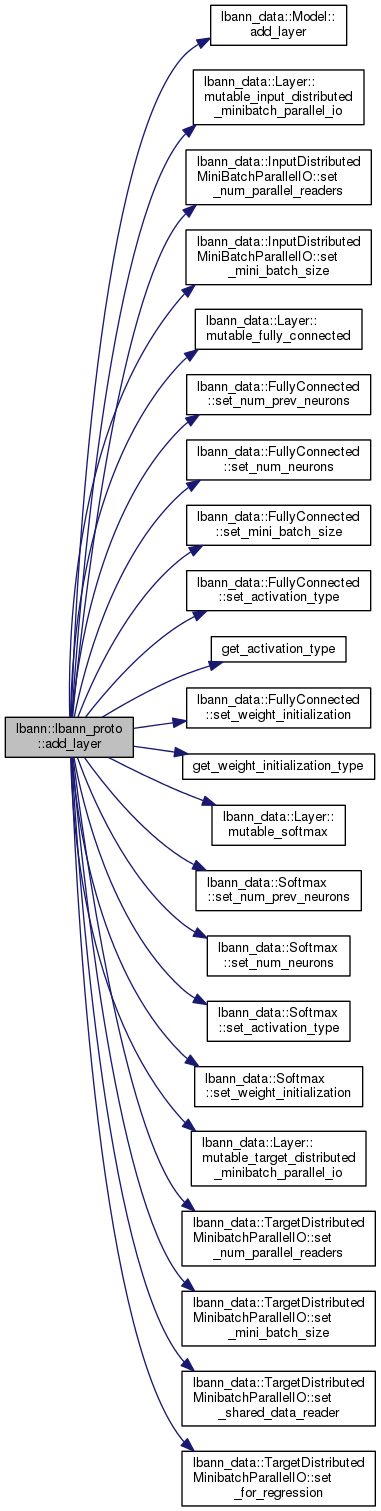 lbann_data::Model::
add_layer
lbann_data::Layer::
mutable_input_distributed
_minibatch_parallel_io
lbann_data::InputDistributed
MiniBatchParallelIO::set
_num_parallel_readers
lbann_data::InputDistributed
MiniBatchParallelIO::set
_mini_batch_size
lbann_data::Layer::
mutable_fully_connected
lbann_data::FullyConnected
::set_num_prev_neurons
lbann_data::FullyConnected
::set_num_neurons
lbann_data::FullyConnected
::set_mini_batch_size
lbann_data::FullyConnected
::set_activation_type
get_activation_type
lbann_data::FullyConnected
::set_weight_initialization
lbann::lbann_proto
::add_layer
get_weight_initialization_type
lbann_data::Layer::
mutable_softmax
lbann_data::Softmax
::set_num_prev_neurons
lbann_data::Softmax
::set_num_neurons
lbann_data::Softmax
::set_activation_type
lbann_data::Softmax
::set_weight_initialization
lbann_data::Layer::
mutable_target_distributed
_minibatch_parallel_io
lbann_data::TargetDistributed
MinibatchParallelIO::set
_num_parallel_readers
lbann_data::TargetDistributed
MinibatchParallelIO::set
_mini_batch_size
lbann_data::TargetDistributed
MinibatchParallelIO::set
_shared_data_reader
lbann_data::TargetDistributed
MinibatchParallelIO::set
_for_regression